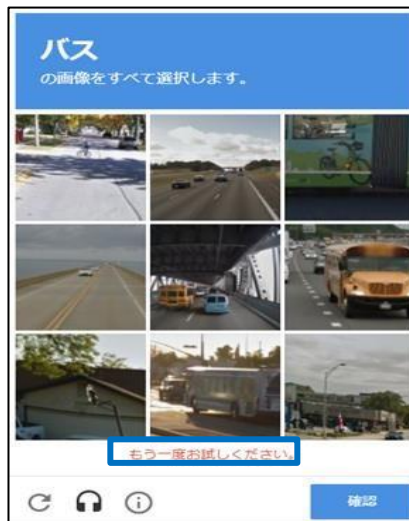 バス
の画像をすべて選択します。
もう一度お試しください。
確認